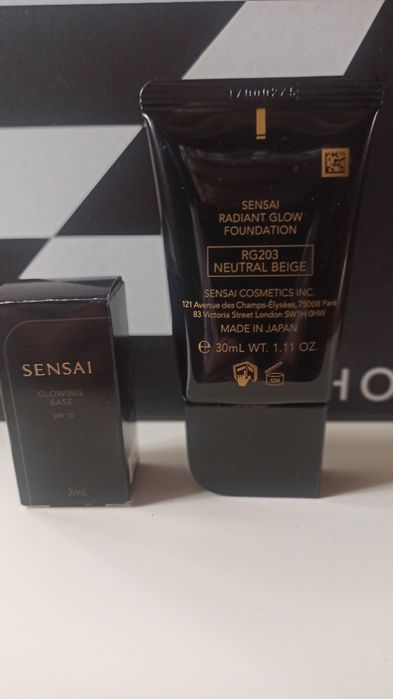 SENSAI
RADIANT GLOW
FOUNDATION
RG203
NEUTRAL BEIGE
SENSAI COSMETICS INC.
121 Avenue des Champs-Élysées, 75008 Paris
83 Victoria Street London SW1H 0HW
MADE IN JAPAN
℮ 30mL WT. 1.11 OZ.
12M
SENSAI
GLOWING
BASE
SPF 10
2mL
HO